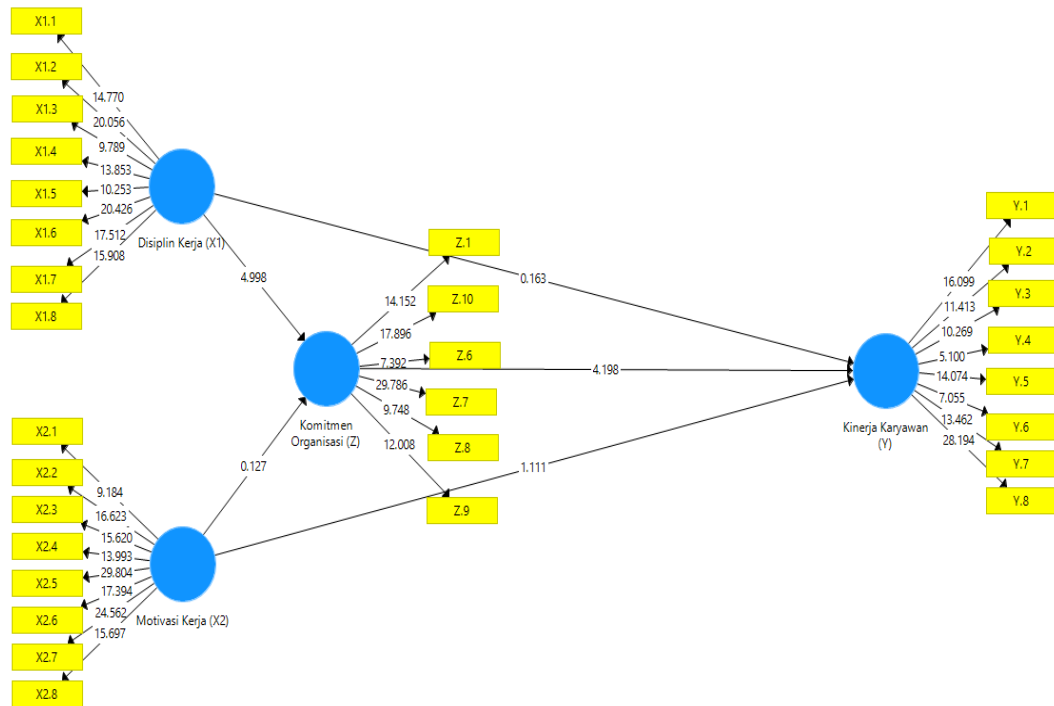 X1.1
X1.2
X1.3
X1.4
X1.5
X1.6
X1.7
X1.8
14.770
20.056
9.789
13.853
10.253
20.426
17.512
15.908
Disiplin Kerja (X1)
4.998
0.163
Z.1
Z.10
Z.6
Z.7
Z.8
Z.9
14.152
17.896
7.392
29.786
9.748
12.008
Komitmen
Organisasi (Z)
4.198
0.127
1.111
X2.1
X2.2
X2.3
X2.4
X2.5
X2.6
X2.7
X2.8
9.184
16.623
15.620
13.993
29.804
17.394
24.562
15.697
Motivasi Kerja (X2)
Y.1
Y.2
Y.3
Y.4
Y.5
Y.6
Y.7
Y.8
16.099
11.413
10.269
5.100
14.074
7.055
13.462
28.194
Kinerja Karyawan
(Y)